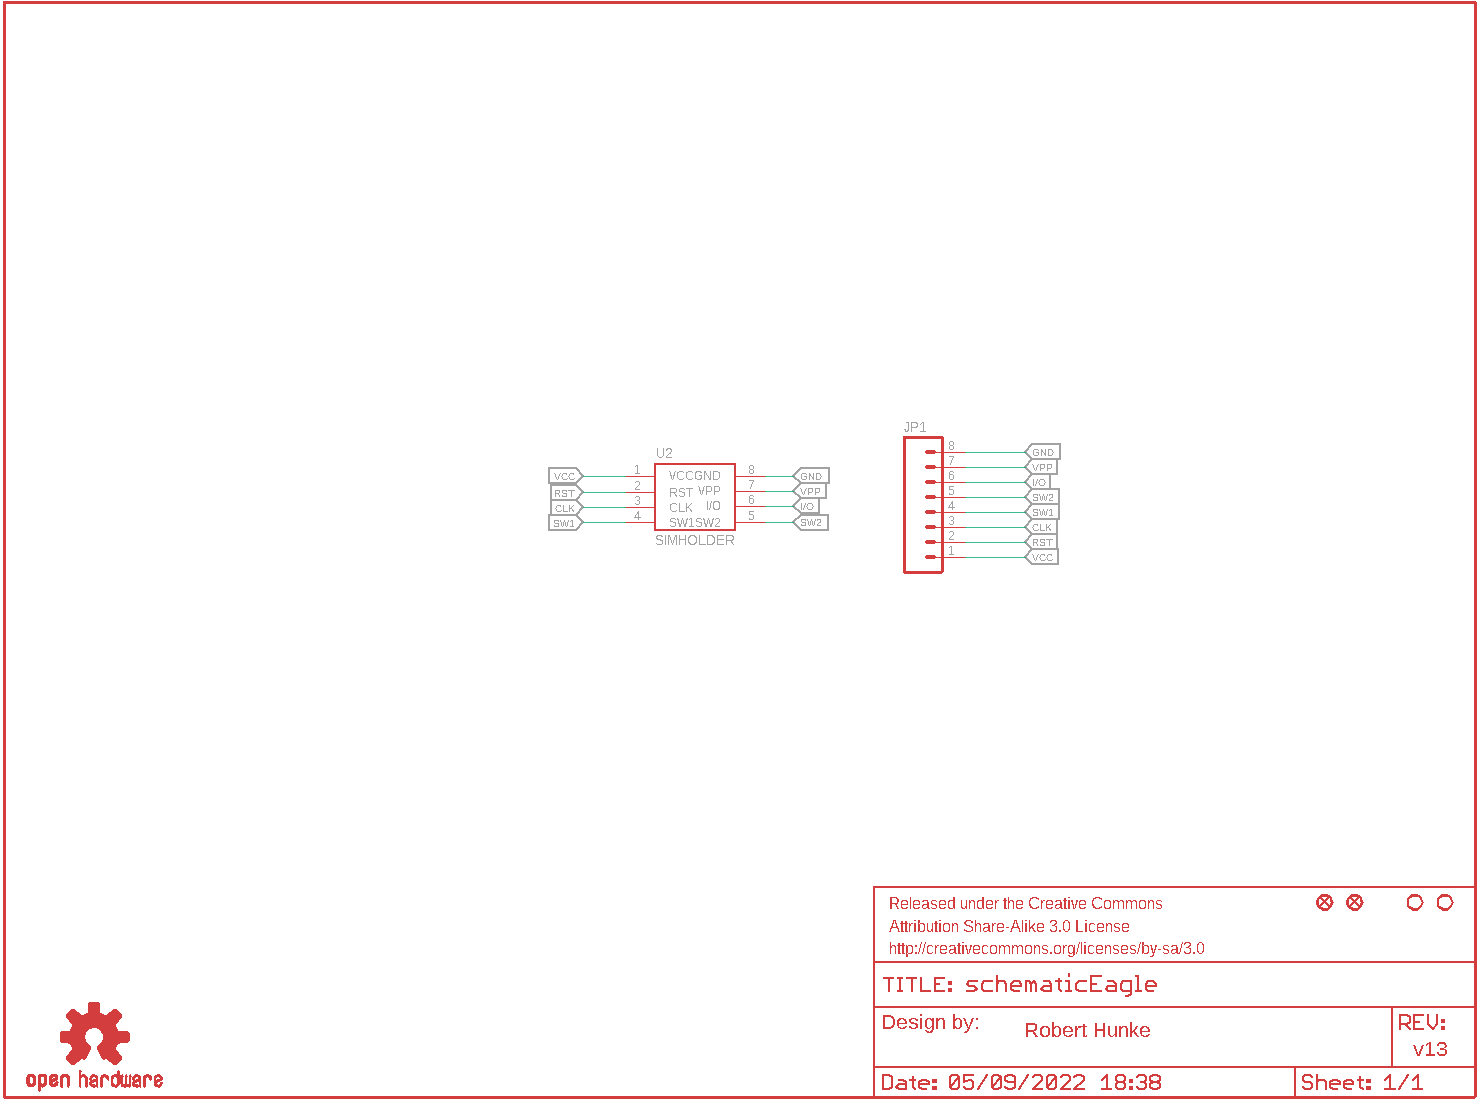 U2
VCC 1 VCCGND 8 GND
RST 2 RST VPP 7 VPP
CLK 3 CLK I/O 6 I/O
SW1 4 SW1SW2 5 SW2
SIMHOLDER
JP1
8 GND
7 VPP
6 I/O
5 SW2
4 SW1
3 CLK
2 RST
1 VCC
Released under the Creative Commons
Attribution Share-Alike 3.0 License
http://creativecommons.org/licenses/by-sa/3.0
TITLE: schematicEagle
Design by: Robert Hunke
REV:
v13
Date: 05/09/2022 18:38
Sheet: 1/1
open hardware